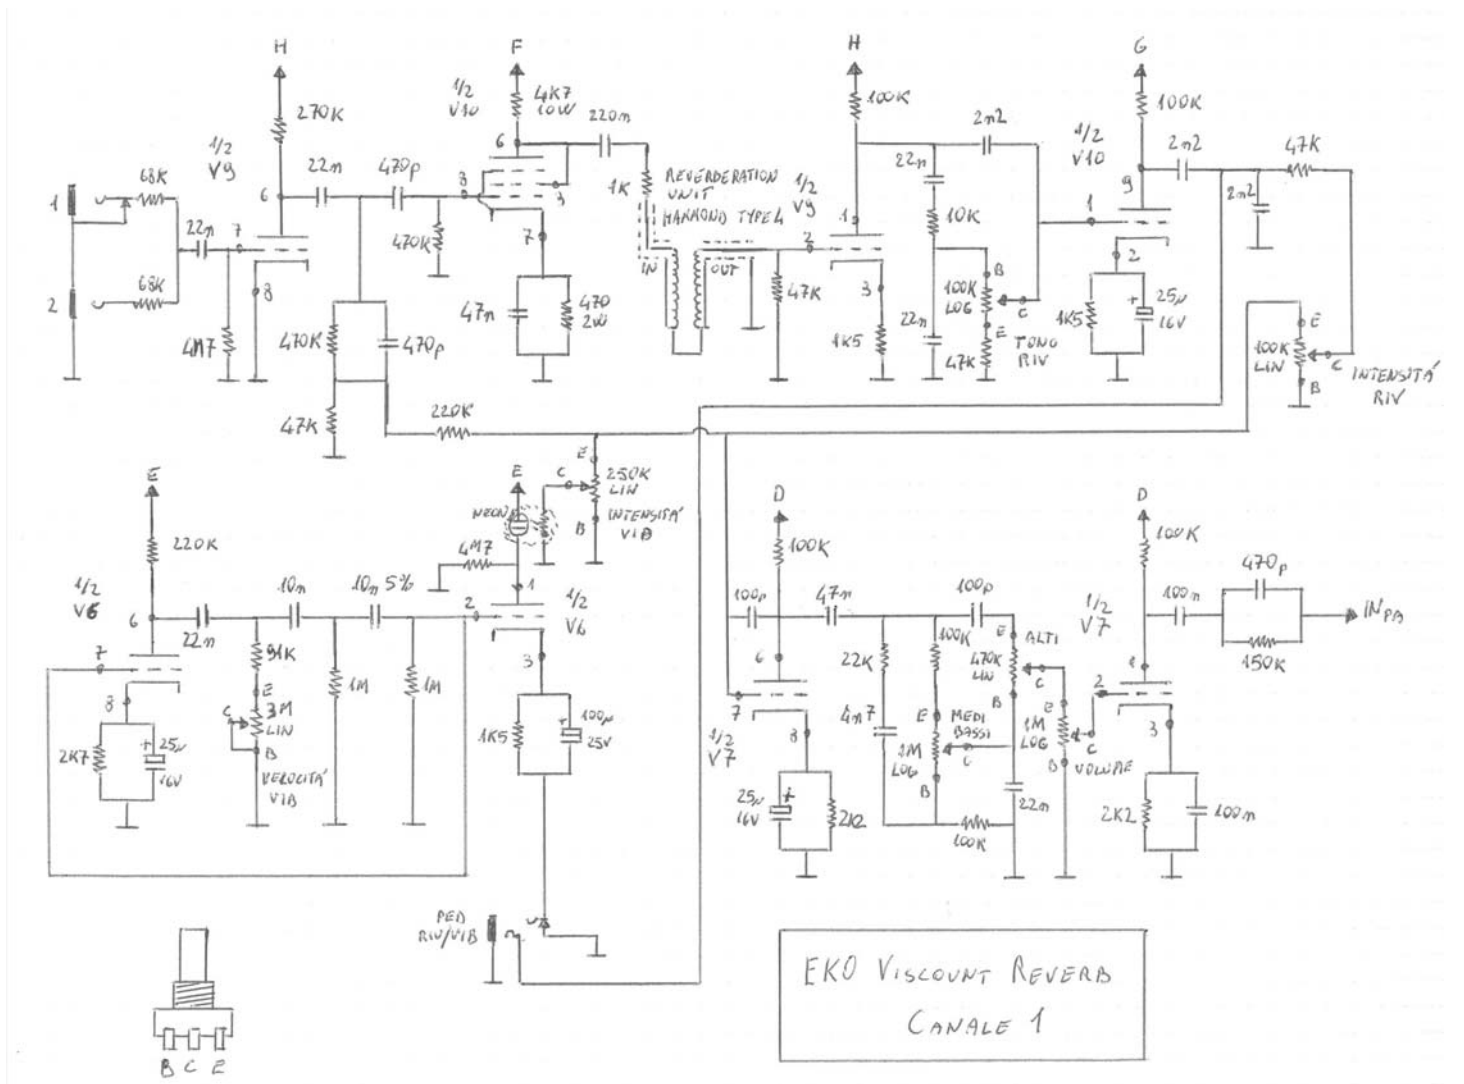 H
F
H
G
270K
1/2
V10
4K7
10W
220n
100K
2n2
1/2
V10
100K
2n2
47K
1/2
V9
68K
1
22n
470p
6
6
8
3
1K
REVERBERATION
UNIT
HAMMOND TYPE 4
1/2
V9
22n
10K
1
9
2n2
22n
7
470K
7
IN
OUT
2
1
2
68K
2
8
4M7
470K
470p
47n
470
2W
47K
3
1K5
22n
B
100K
LOG
C
E
TONO
RIV
47K
2
1K5
+
25µ
16V
E
100K
LIN
C
B
INTENSITÁ
RIV
47K
220K
E
E
E
C
250K
LIN
B
INTENSITÁ
VIB
NEON
4M7
D
D
220K
100K
100K
1/2
V6
6
22n
10n
10n 5%
2
1
1/2
V6
100p
47n
100p
1/2
V7
100n
470p
150K
IN PA
7
8
91K
E
3M
LIN
C
B
VELOCITÁ
VIB
1M
1M
3
6
7
1/2
V7
8
22K
100K
E
ALTI
470K
LIN
C
B
1
2
3
2K7
+
25µ
16V
1K5
+
100µ
25V
4n7
E
MEDI
BASSI
C
1M
LOG
B
E
1M
LOG
C
B
VOLUME
25µ
16V
+
2K2
22n
100K
2K2
100n
PED
RIV/VIB
EKO VISCOUNT REVERB
CANALE 1
B C E